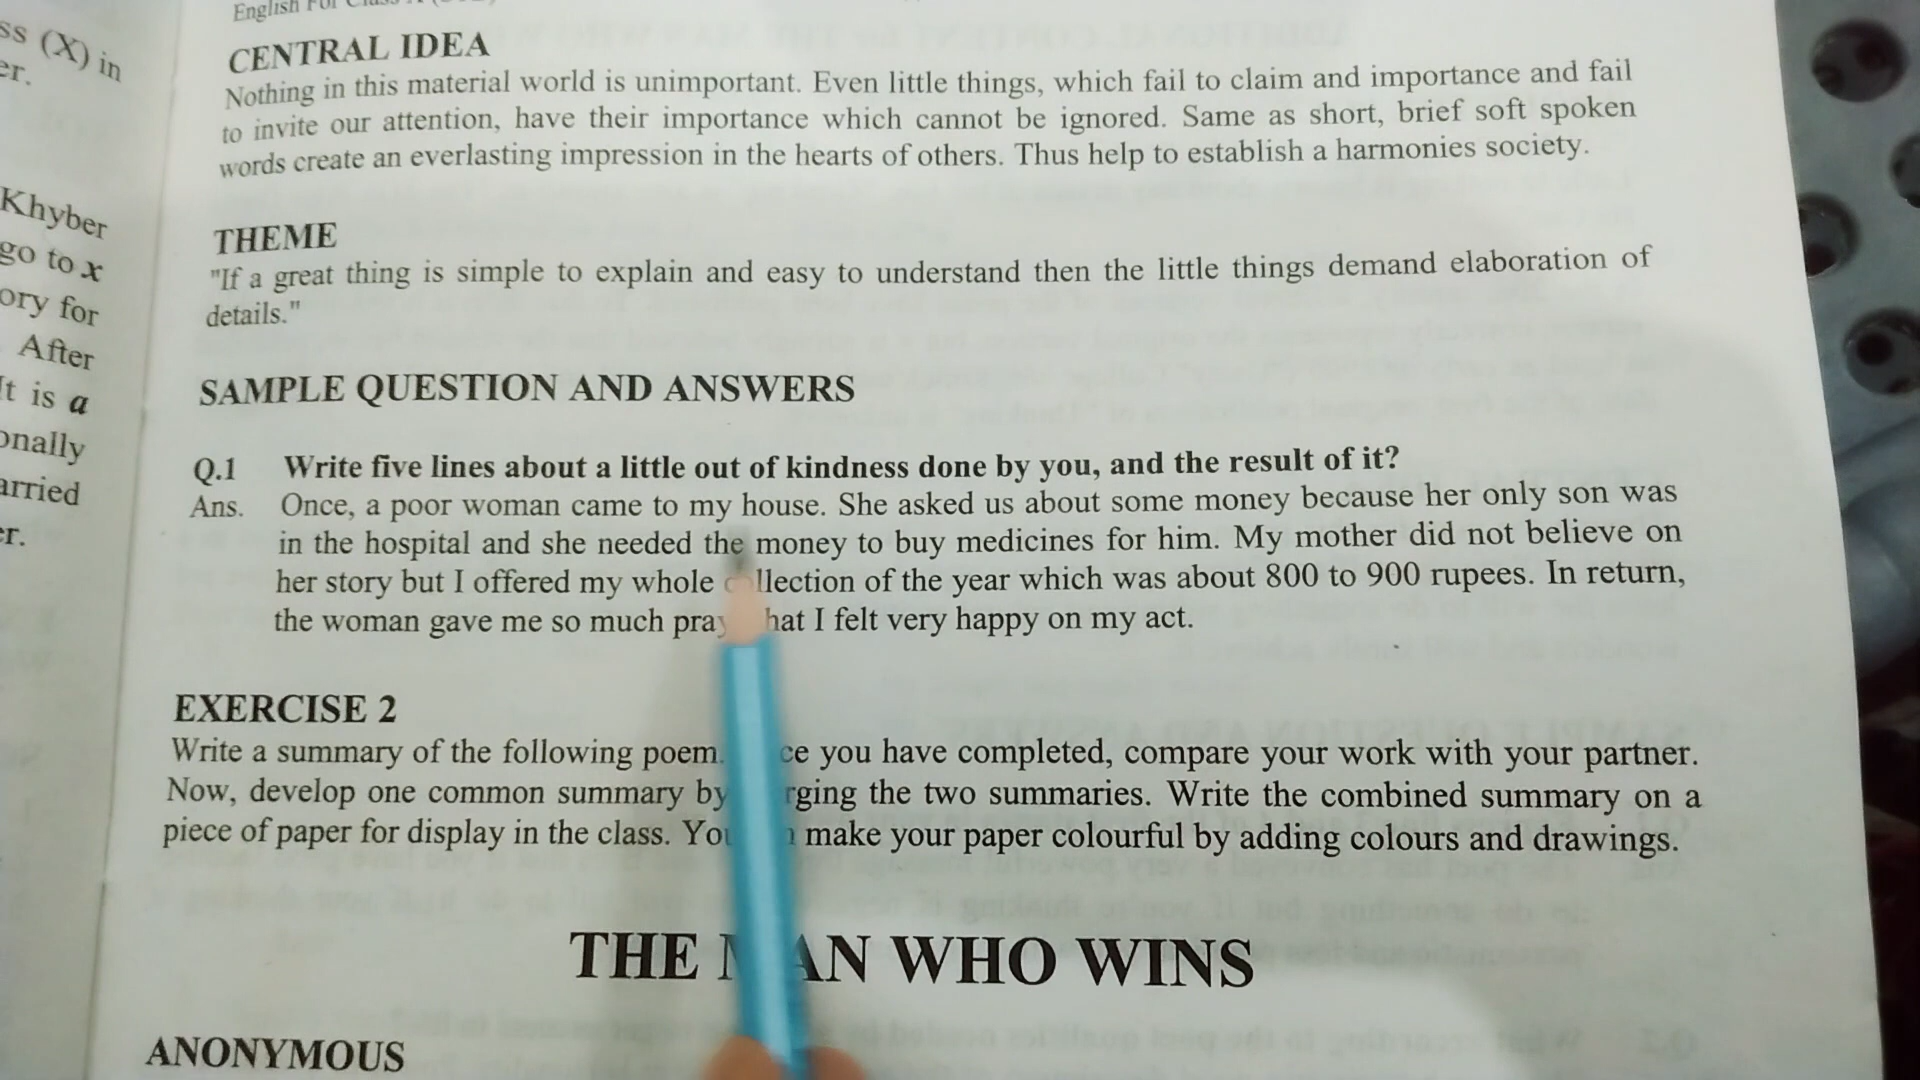 English For Class
CENTRAL IDEA
Nothing in this material world is unimportant. Even little things, which fail to claim and importance and fail
to invite our attention, have their importance which cannot be ignored. Same as short, brief soft spoken
words create an everlasting impression in the hearts of others. Thus help to establish a harmonies society.
THEME
"If a great thing is simple to explain and easy to understand then the little things demand elaboration of
details."
SAMPLE QUESTION AND ANSWERS
Q.1 Write five lines about a little out of kindness done by you, and the result of it?
Ans. Once, a poor woman came to my house. She asked us about some money because her only son was
in the hospital and she needed the money to buy medicines for him. My mother did not believe on
her story but I offered my whole collection of the year which was about 800 to 900 rupees. In return,
the woman gave me so much hat I felt very happy on my act.
EXERCISE 2
Write a summary of the following poem. ce you have completed, compare your work with your partner.
Now, develop one common summary by rging the two summaries. Write the combined summary on a
piece of paper for display in the class. You make your paper colourful by adding colours and drawings.
THE MAN WHO WINS
ANONYMOUS
(X) in
er.
Khyber
go to x
ory for
After
It is a
onally
arried
er.